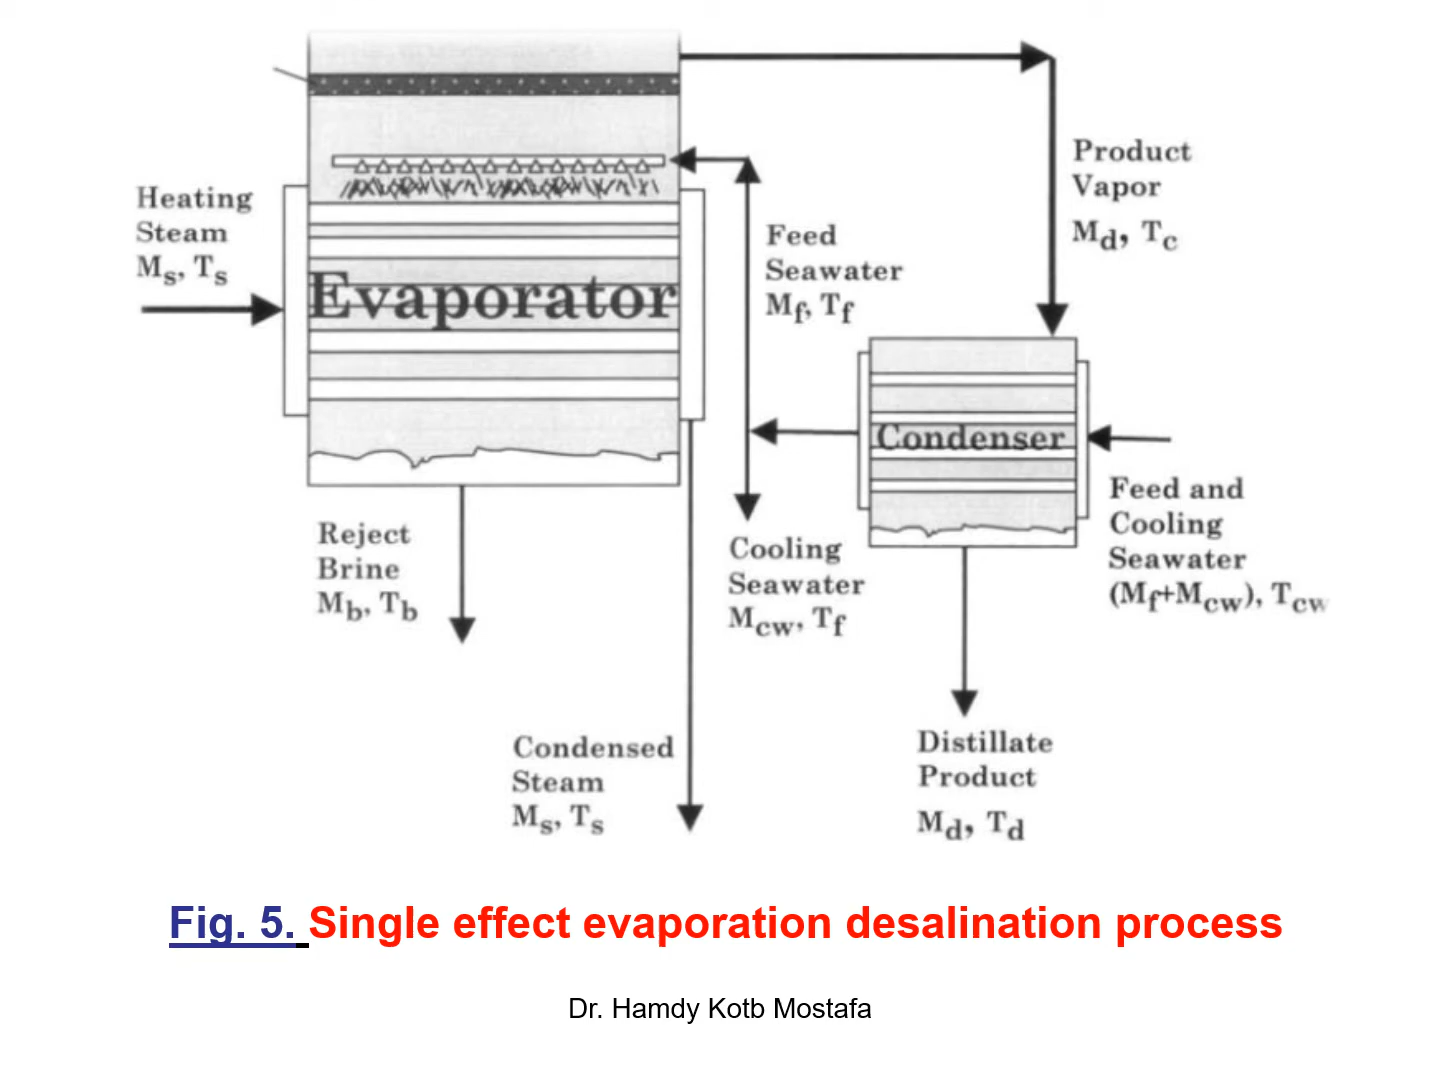 Heating
Steam
Ms, Ts
Evaporator
Feed
Seawater
Mf, Tf
Product
Vapor
Md, Tc
Condenser
Feed and
Cooling
Seawater
(Mf+Mcw), Tcw
Reject
Brine
Mb, Tb
Cooling
Seawater
Mcw, Tf
Condensed
Steam
Ms, Ts
Distillate
Product
Md, Td
Fig. 5. Single effect evaporation desalination process
Dr. Hamdy Kotb Mostafa